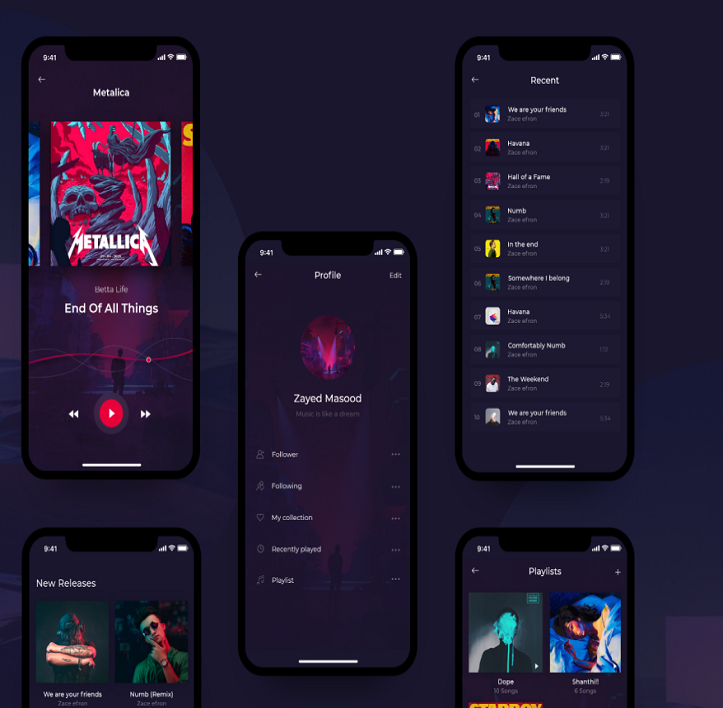 9:41
Metalica
METALLICA
Betta Life
End Of All Things
9:41
New Releases
We are your friends
Zace efron
Numb (Remix)
Zace efron
9:41
Profile
Edit
Zayed Masood
Music is like a dream
Follower
Following
My collection
Recently played
Playlist
9:41
Recent
01 We are your friends 3:21
Zace efron
02 Havana 3:21
Zace efron
03 Hall of a Fame 2:19
Zace efron
04 Numb 3:21
Zace efron
05 In the end 3:21
Zace efron
06 Somewhere I belong 2:19
Zace efron
07 Havana 5:34
Zace efron
08 Comfortably Numb 1:13
Zace efron
09 The Weekend 2:19
Zace efron
10 We are your friends 5:34
Zace efron
9:41
Playlists
Dope
10 Songs
Shanthi!!
6 Songs
STARBOY